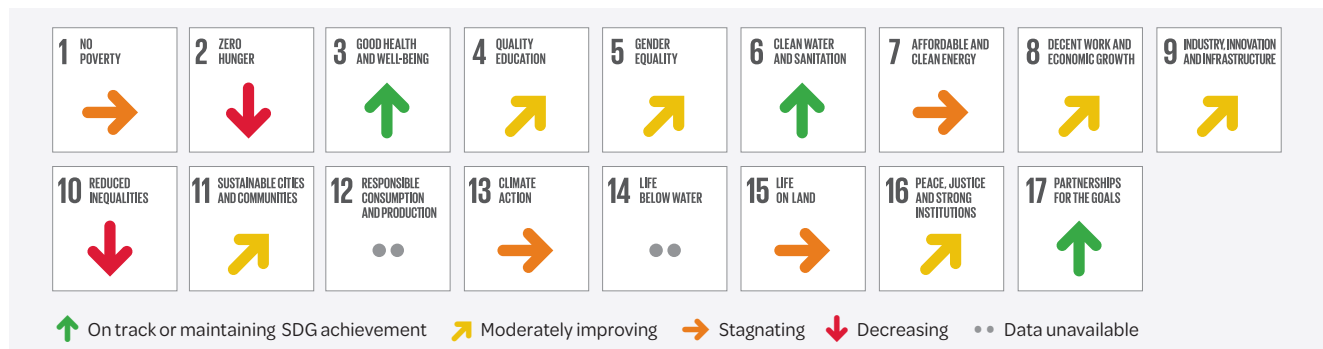 1 NO
POVERTY
2 ZERO
HUNGER
3 GOOD HEALTH
AND WELL-BEING
4 QUALITY
EDUCATION
5 GENDER
EQUALITY
6 CLEAN WATER
AND SANITATION
7 AFFORDABLE AND
CLEAN ENERGY
8 DECENT WORK AND
ECONOMIC GROWTH
9 INDUSTRY, INNOVATION
AND INFRASTRUCTURE
10 REDUCED
INEQUALITIES
11 SUSTAINABLE CITIES
AND COMMUNITIES
12 RESPONSIBLE
CONSUMPTION
AND PRODUCTION
13 CLIMATE
ACTION
14 LIFE
BELOW WATER
15 LIFE
ON LAND
16 PEACE, JUSTICE
AND STRONG
INSTITUTIONS
17 PARTNERSHIPS
FOR THE GOALS
On track or maintaining SDG achievement Moderately improving Stagnating Decreasing Data unavailable